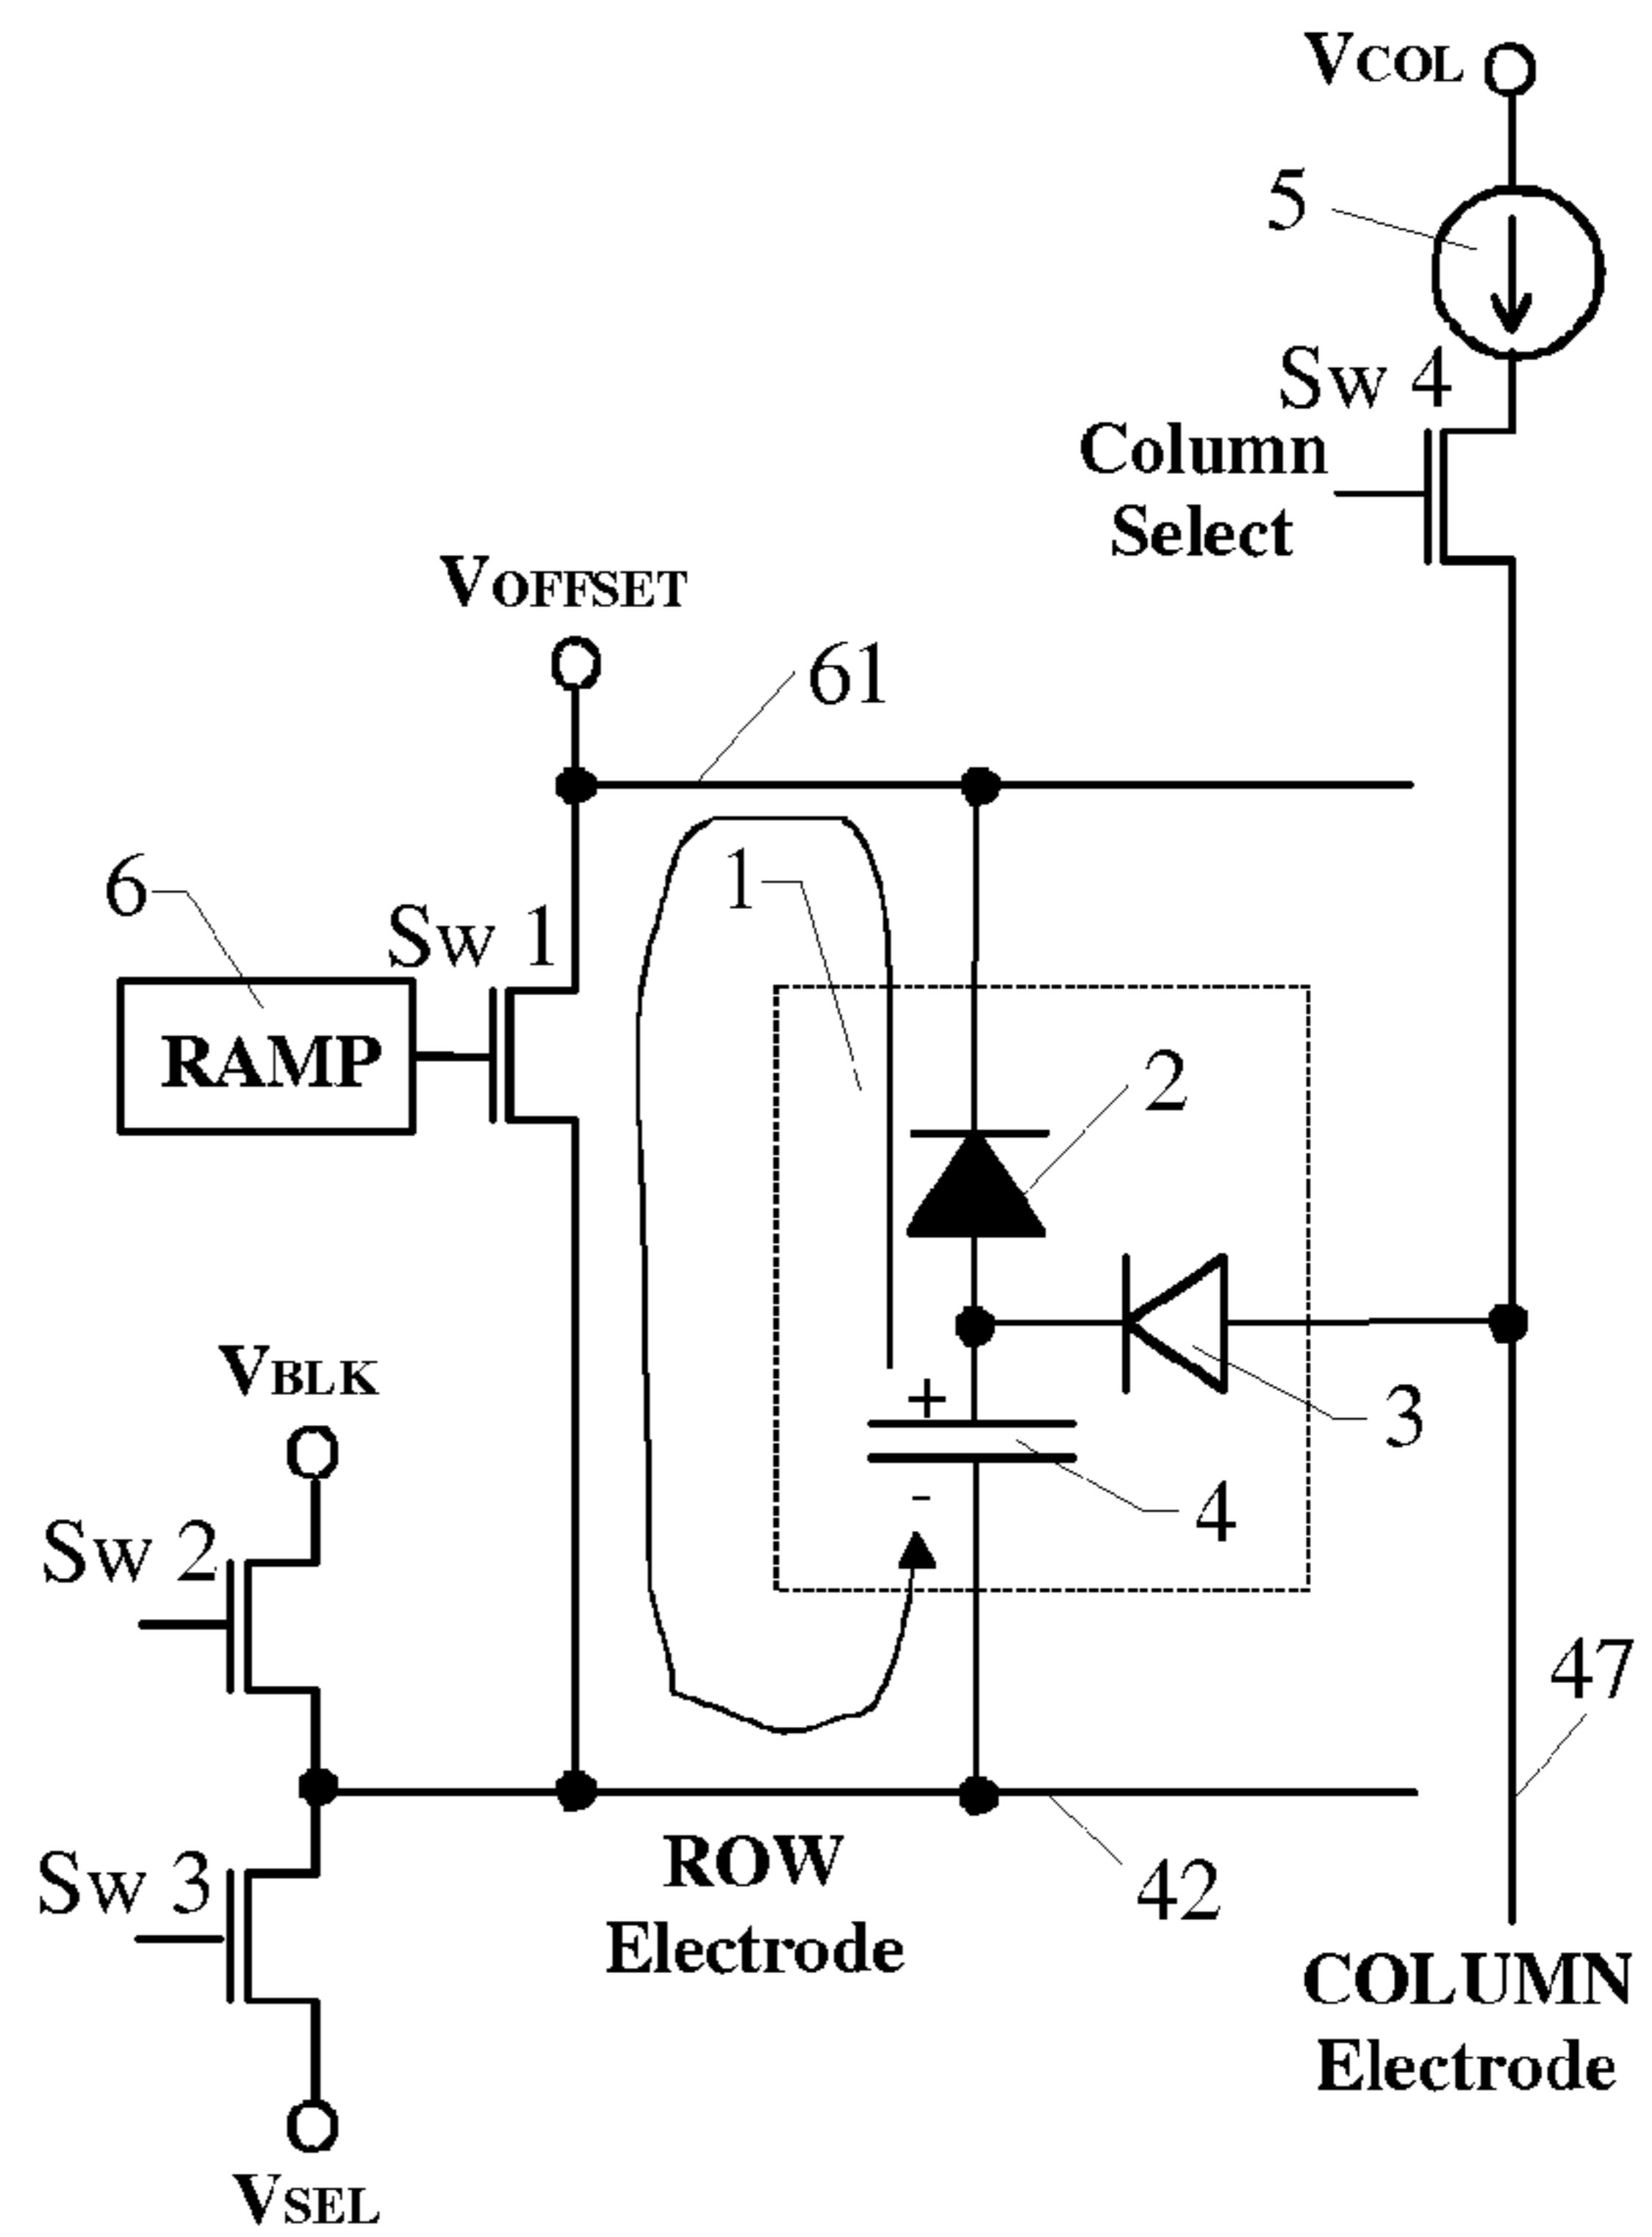 VCOL
5
Sw 4
Column
Select
VOFFSET
61
6
Sw 1
1
RAMP
2
VBLK
+
3
4
-
Sw 2
47
Sw 3
ROW
Electrode
42
COLUMN
Electrode
VSEL